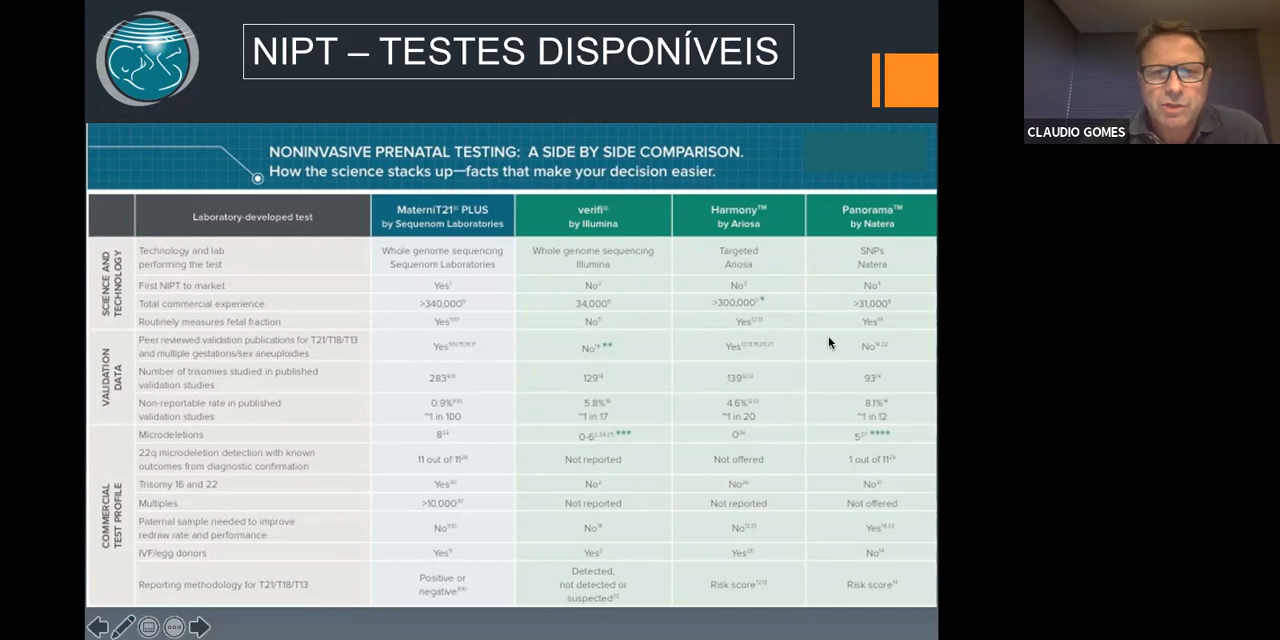 NIPT – TESTES DISPONÍVEIS
CLAUDIO GOMES
NONINVASIVE PRENATAL TESTING: A SIDE BY SIDE COMPARISON.
How the science stacks up—facts that make your decision easier.
Laboratory-developed test
MaterniT21® PLUS
by Sequenom Laboratories
verifi®
by Illumina
Harmony™
by Ariosa
Panorama™
by Natera
SCIENCE AND
TECHNOLOGY
Technology and lab
performing the test
Whole genome sequencing
Sequenom Laboratories
Whole genome sequencing
Illumina
Targeted
Ariosa
SNPs
Natera
First NIPT to market
Yes
No
No
No
Total commercial experience
>340,000
34,000
>300,000
>31,000
Routinely measures fetal fraction
Yes
No
Yes
Yes
VALIDATION
DATA
Peer reviewed validation publications for T21/T18/T13
and multiple gestations/sex aneuploidies
Yes
No **
Yes
No
Number of trisomies studied in published
validation studies
283
129
139
93
Non-reportable rate in published
validation studies
0.9%
~1 in 100
5.8%
~1 in 17
4.6%
~1 in 20
8.1%
~1 in 12
COMMERCIAL
TEST PROFILE
Microdeletions
8
0-6 ***
0
5 ****
22q microdeletion detection with known
outcomes from diagnostic confirmation
11 out of 11
Not reported
Not offered
1 out of 11
Trisomy 16 and 22
Yes
No
No
No
Multiples
>10,000
Not reported
Not reported
Not offered
Paternal sample needed to improve
redraw rate and performance
No
No
No
Yes
IVF/egg donors
Yes
Yes
Yes
No
Reporting methodology for T21/T18/T13
Positive or
negative
Detected,
not detected or
suspected
Risk score
Risk score